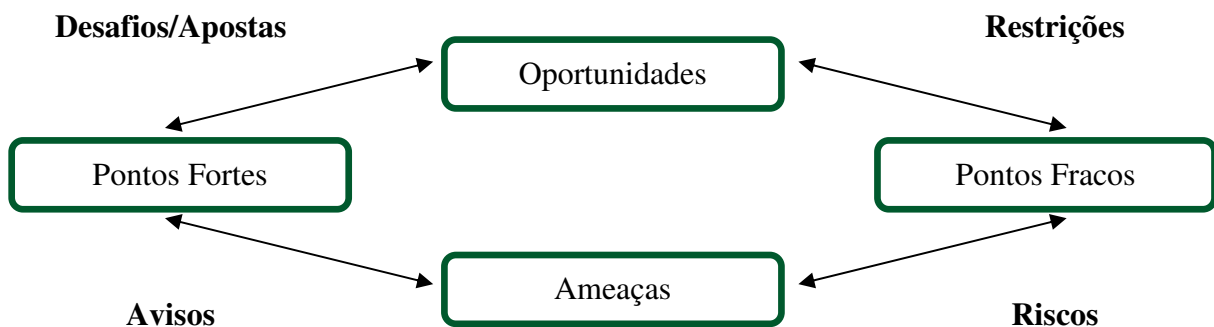 Desafios/Apostas
Restrições
Oportunidades
Pontos Fortes
Pontos Fracos
Ameaças
Avisos
Riscos